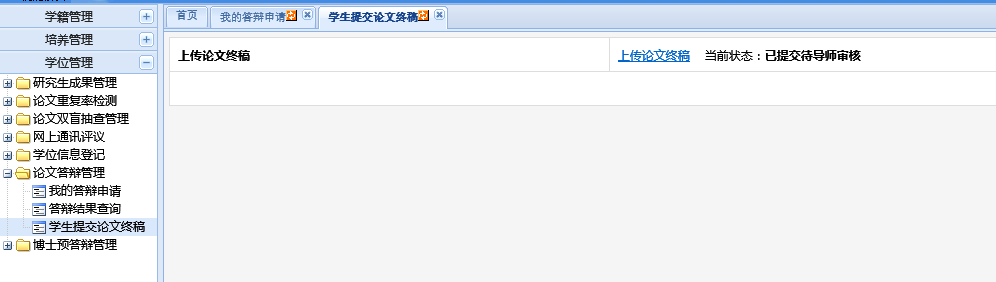 学籍管理
培养管理
学位管理
研究生成果管理
论文重复率检测
论文双盲抽查管理
网上通讯评议
学位信息登记
论文答辩管理
我的答辩申请
答辩结果查询
学生提交论文终稿
博士预答辩管理
首页 我的答辩申请 学生提交论文终稿
上传论文终稿 上传论文终稿 当前状态：已提交待导师审核